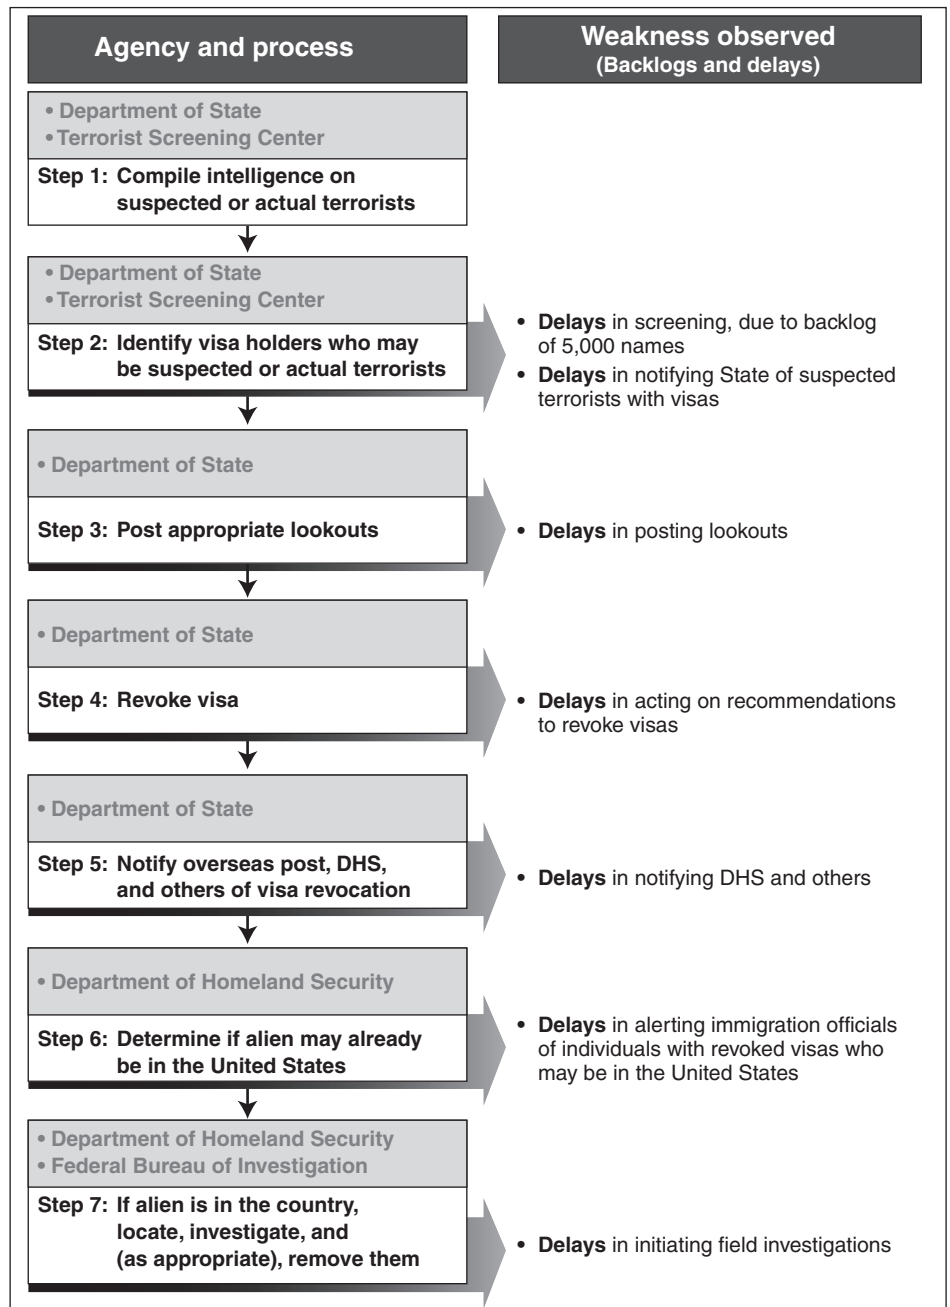 Agency and process
Weakness observed
(Backlogs and delays)
• Department of State
• Terrorist Screening Center
Step 1: Compile intelligence on
suspected or actual terrorists
• Department of State
• Terrorist Screening Center
Step 2: Identify visa holders who may
be suspected or actual terrorists
• Delays in screening, due to backlog
of 5,000 names
• Delays in notifying State of suspected
terrorists with visas
• Department of State
Step 3: Post appropriate lookouts
• Delays in posting lookouts
• Department of State
Step 4: Revoke visa
• Delays in acting on recommendations
to revoke visas
• Department of State
Step 5: Notify overseas post, DHS,
and others of visa revocation
• Delays in notifying DHS and others
• Department of Homeland Security
Step 6: Determine if alien may already
be in the United States
• Delays in alerting immigration officials
of individuals with revoked visas who
may be in the United States
• Department of Homeland Security
• Federal Bureau of Investigation
Step 7: If alien is in the country,
locate, investigate, and
(as appropriate), remove them
• Delays in initiating field investigations